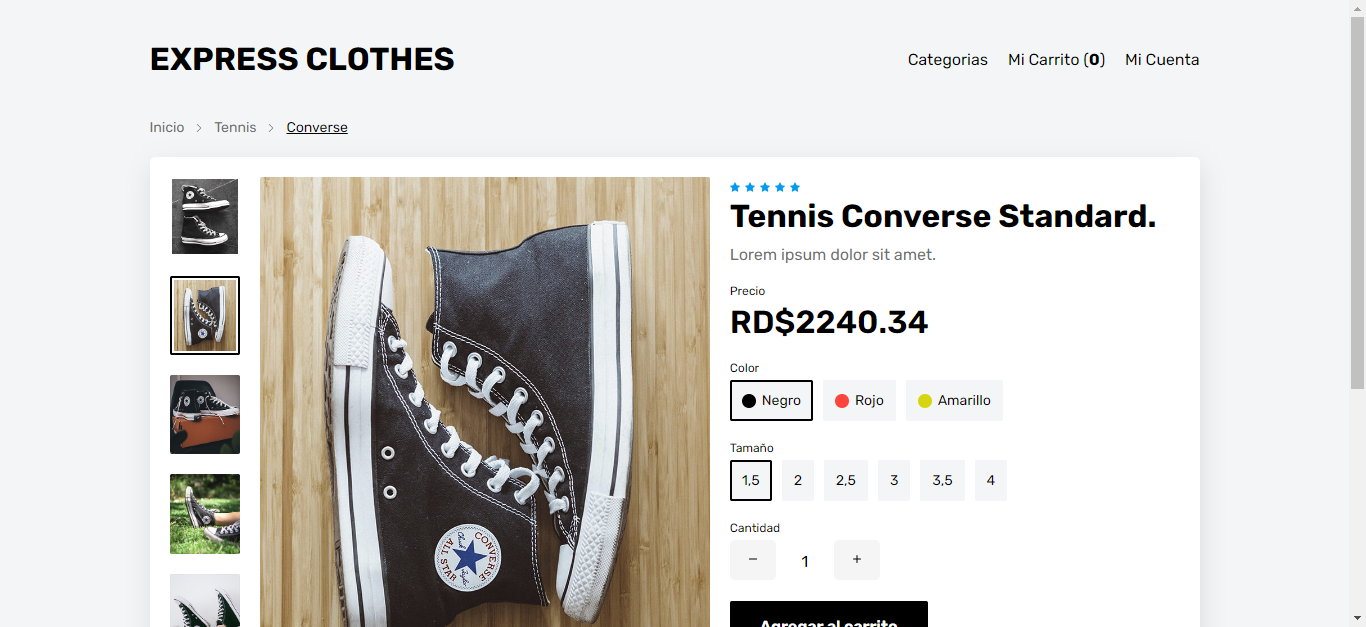 EXPRESS CLOTHES
Categorias Mi Carrito (0) Mi Cuenta
Inicio > Tennis > Converse
Tennis Converse Standard.
Lorem ipsum dolor sit amet.
Precio
RD$2240.34
Color
Negro Rojo Amarillo
Tamaño
1,5 2 2,5 3 3,5 4
Cantidad
− 1 +
Agregar al carrito
CONVERSE
ALL STAR
Chuck Taylor